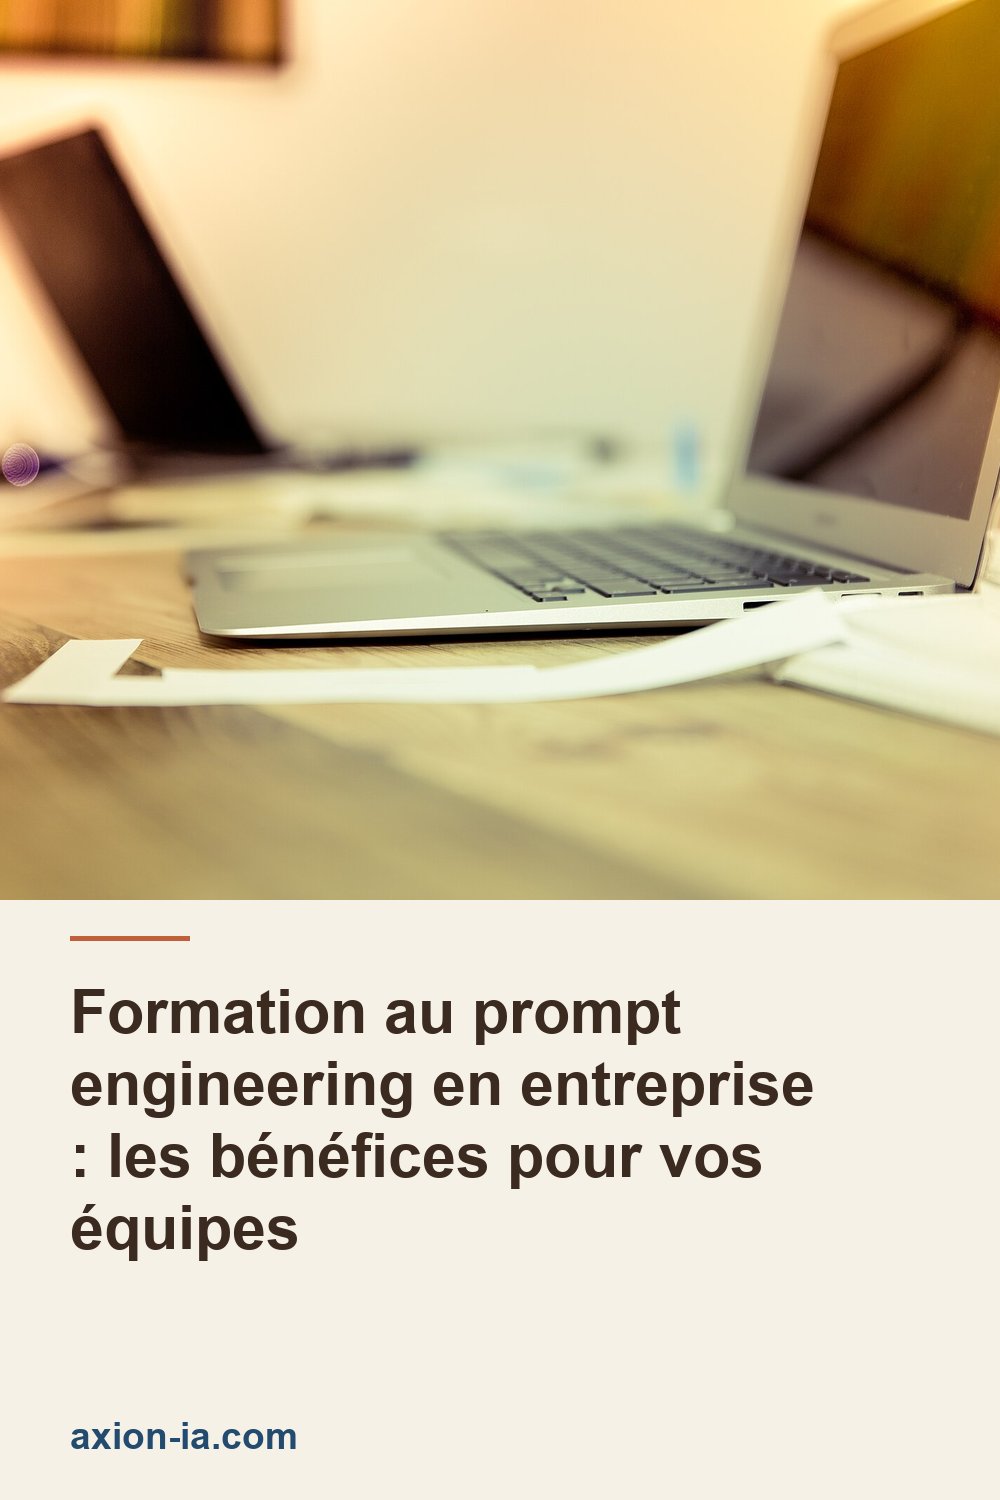 Formation au prompt
engineering en entreprise
: les bénéfices pour vos
équipes
axion-ia.com